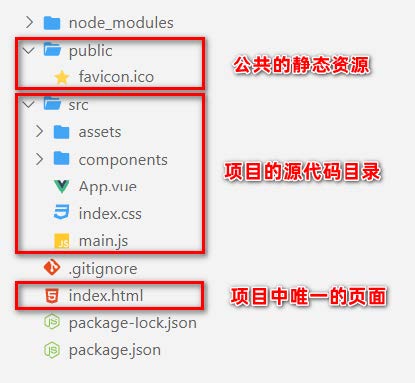 node_modules
public
favicon.ico
公共的静态资源
src
assets
components
App.vue
项目的源代码目录
index.css
JS main.js
.gitignore
index.html
项目中唯一的页面
package-lock.json
package.json